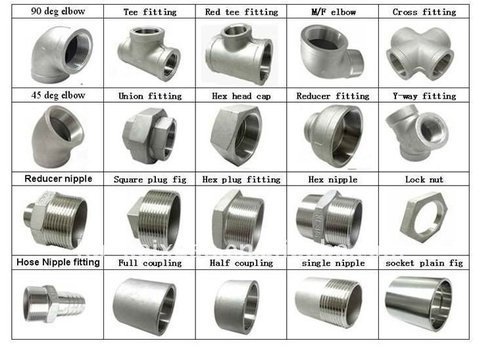 90 deg elbow Tee fitting Red tee fitting M/F elbow Cross fitting
45 deg elbow Union fitting Hex head cap Reducer fitting Y-way fitting
Reducer nipple Square plug fig Hex plug fitting Hex nipple Lock nut
Hose Nipple fitting Full coupling Half coupling single nipple socket plain fig